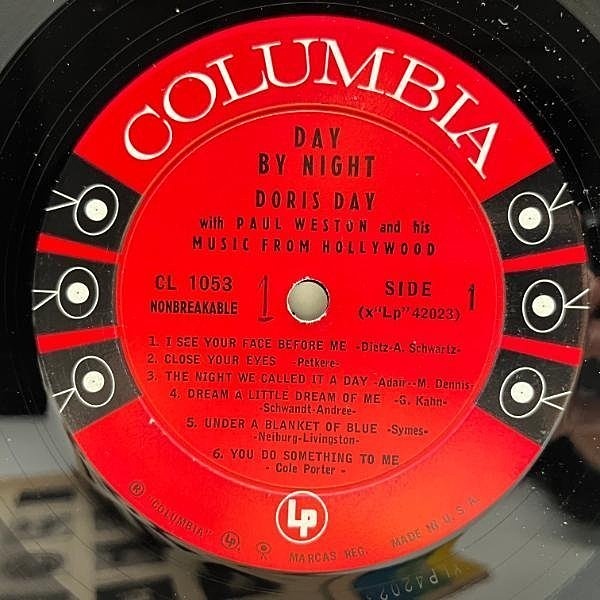 COLUMBIA
DAY
BY NIGHT
DORIS DAY
with PAUL WESTON and his
MUSIC FROM HOLLYWOOD
CL 1053
NONBREAKABLE
1
SIDE 1
(x"Lp"42023)
1. I SEE YOUR FACE BEFORE ME -Dietz-A. Schwartz-
2. CLOSE YOUR EYES -Petkere-
3. THE NIGHT WE CALLED IT A DAY -Adair--M. Dennis-
4. DREAM A LITTLE DREAM OF ME -G. Kahn-
-Schwandt-Andree-
5. UNDER A BLANKET OF BLUE -Symes-
-Neiburg-Livingston-
6. YOU DO SOMETHING TO ME
- Cole Porter -
Lp
® "COLUMBIA" MARCAS REG. MADE IN U. S. A.